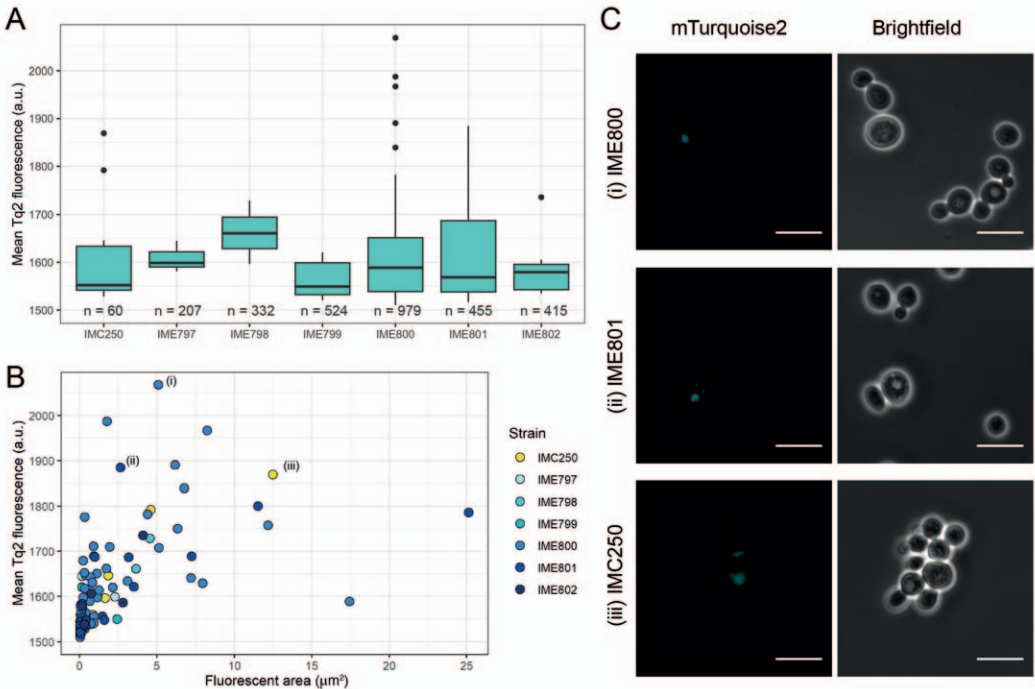 A
Mean Tq2 fluorescence (a.u.)
2000
1900
1800
1700
1600
1500
n = 60 n = 207 n = 332 n = 524 n =979 n = 455 n = 415
IMC250 IME797 IME798 IME799 IME800 IME801 IME802
B
Mean Tq2 fluorescence (a.u.)
2000
1900
1800
1700
1600
1500
(i)
(ii)
(iii)
0 5 10 15 20 25
Fluorescent area (µm²)
Strain
IMC250
IME797
IME798
IME799
IME800
IME801
IME802
C
mTurquoise2 Brightfield
(i) IME800
(ii) IME801
(iii) IMC250